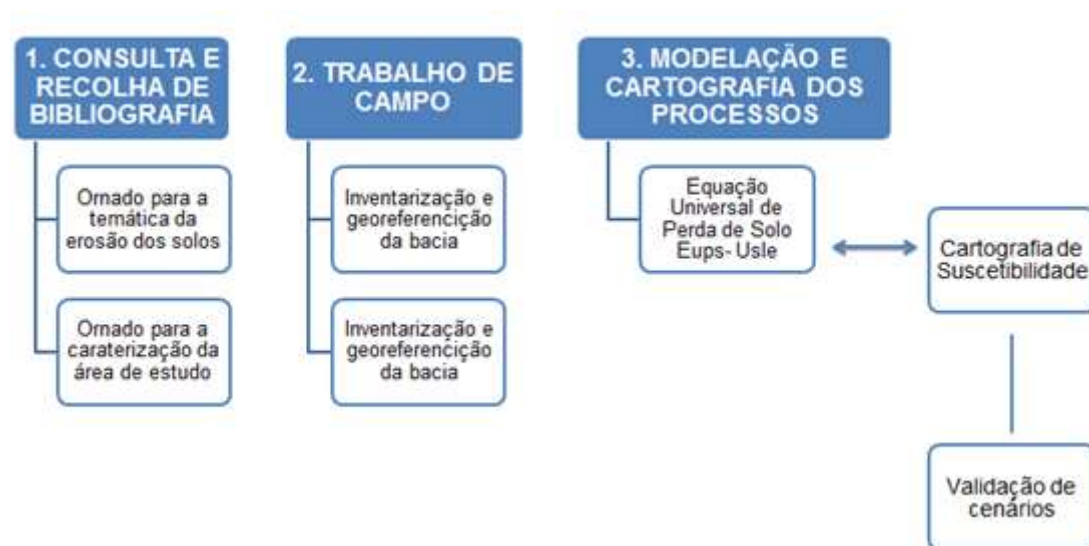 1. CONSULTA E
RECOLHA DE
BIBLIOGRAFIA
Ornado para a
temática da
erosão dos solos
Ornado para a
caraterização da
área de estudo
2. TRABALHO DE
CAMPO
Inventarização e
georeferencição
da bacia
Inventarização e
georeferencição
da bacia
3. MODELAÇÃO E
CARTOGRAFIA DOS
PROCESSOS
Equação
Universal de
Perda de Solo
Eups- Usle
Cartografia de
Suscetibilidade
Validação de
cenários